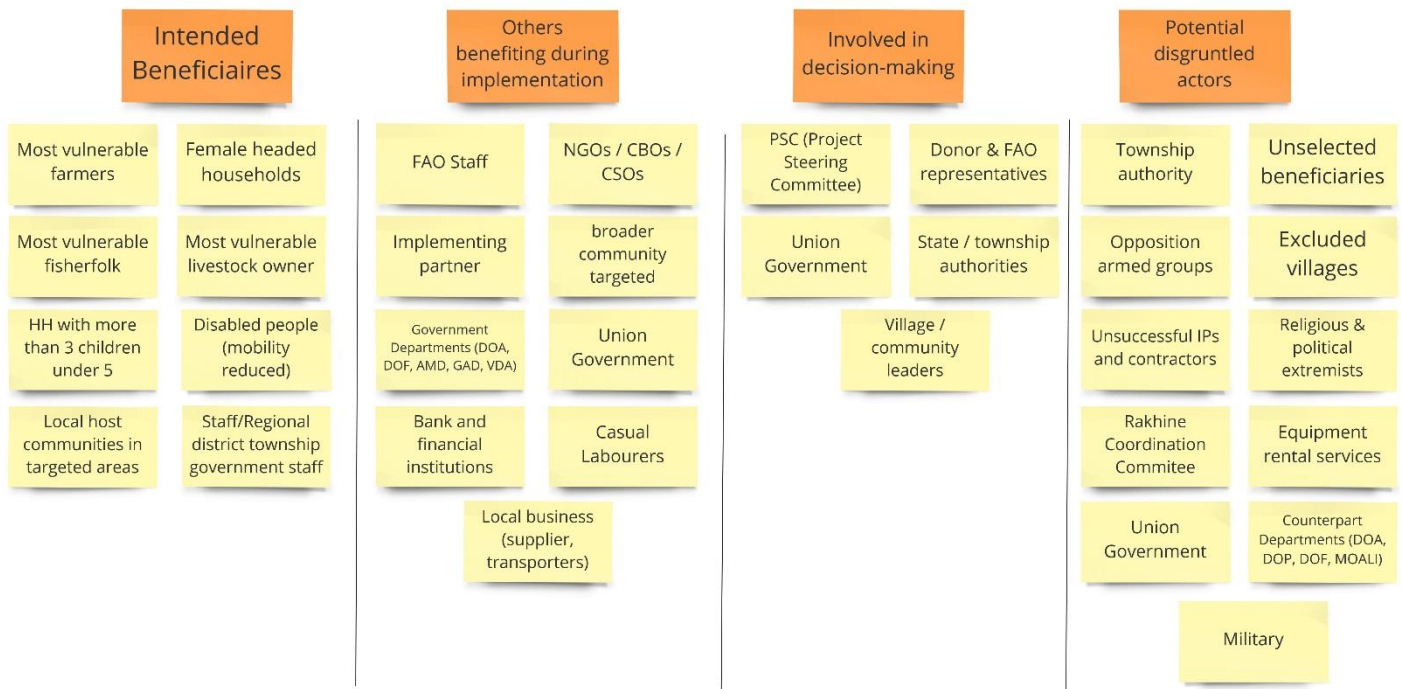 Intended
Beneficiaires
Most vulnerable
farmers
Female headed
households
Most vulnerable
fisherfolk
Most vulnerable
livestock owner
HH with more
than 3 children
under 5
Disabled people
(mobility
reduced)
Local host
communities in
targeted areas
Staff/Regional
district township
government staff
Others
benefiting during
implementation
FAO Staff
NGOs / CBOs /
CSOs
Implementing
partner
broader
community
targeted
Government
Departments (DOA,
DOF, AMD, GAD, VDA)
Union
Government
Bank and
financial
institutions
Casual
Labourers
Local business
(supplier,
transporters)
Involved in
decision-making
PSC (Project
Steering
Committee)
Donor & FAO
representatives
Union
Government
State / township
authorities
Village /
community
leaders
Potential
disgruntled
actors
Township
authority
Unselected
beneficiaries
Opposition
armed groups
Excluded
villages
Unsuccessful IPs
and contractors
Religious &
political
extremists
Rakhine
Coordination
Commitee
Equipment
rental services
Union
Government
Counterpart
Departments (DOA,
DOP, DOF, MOALI)
Military